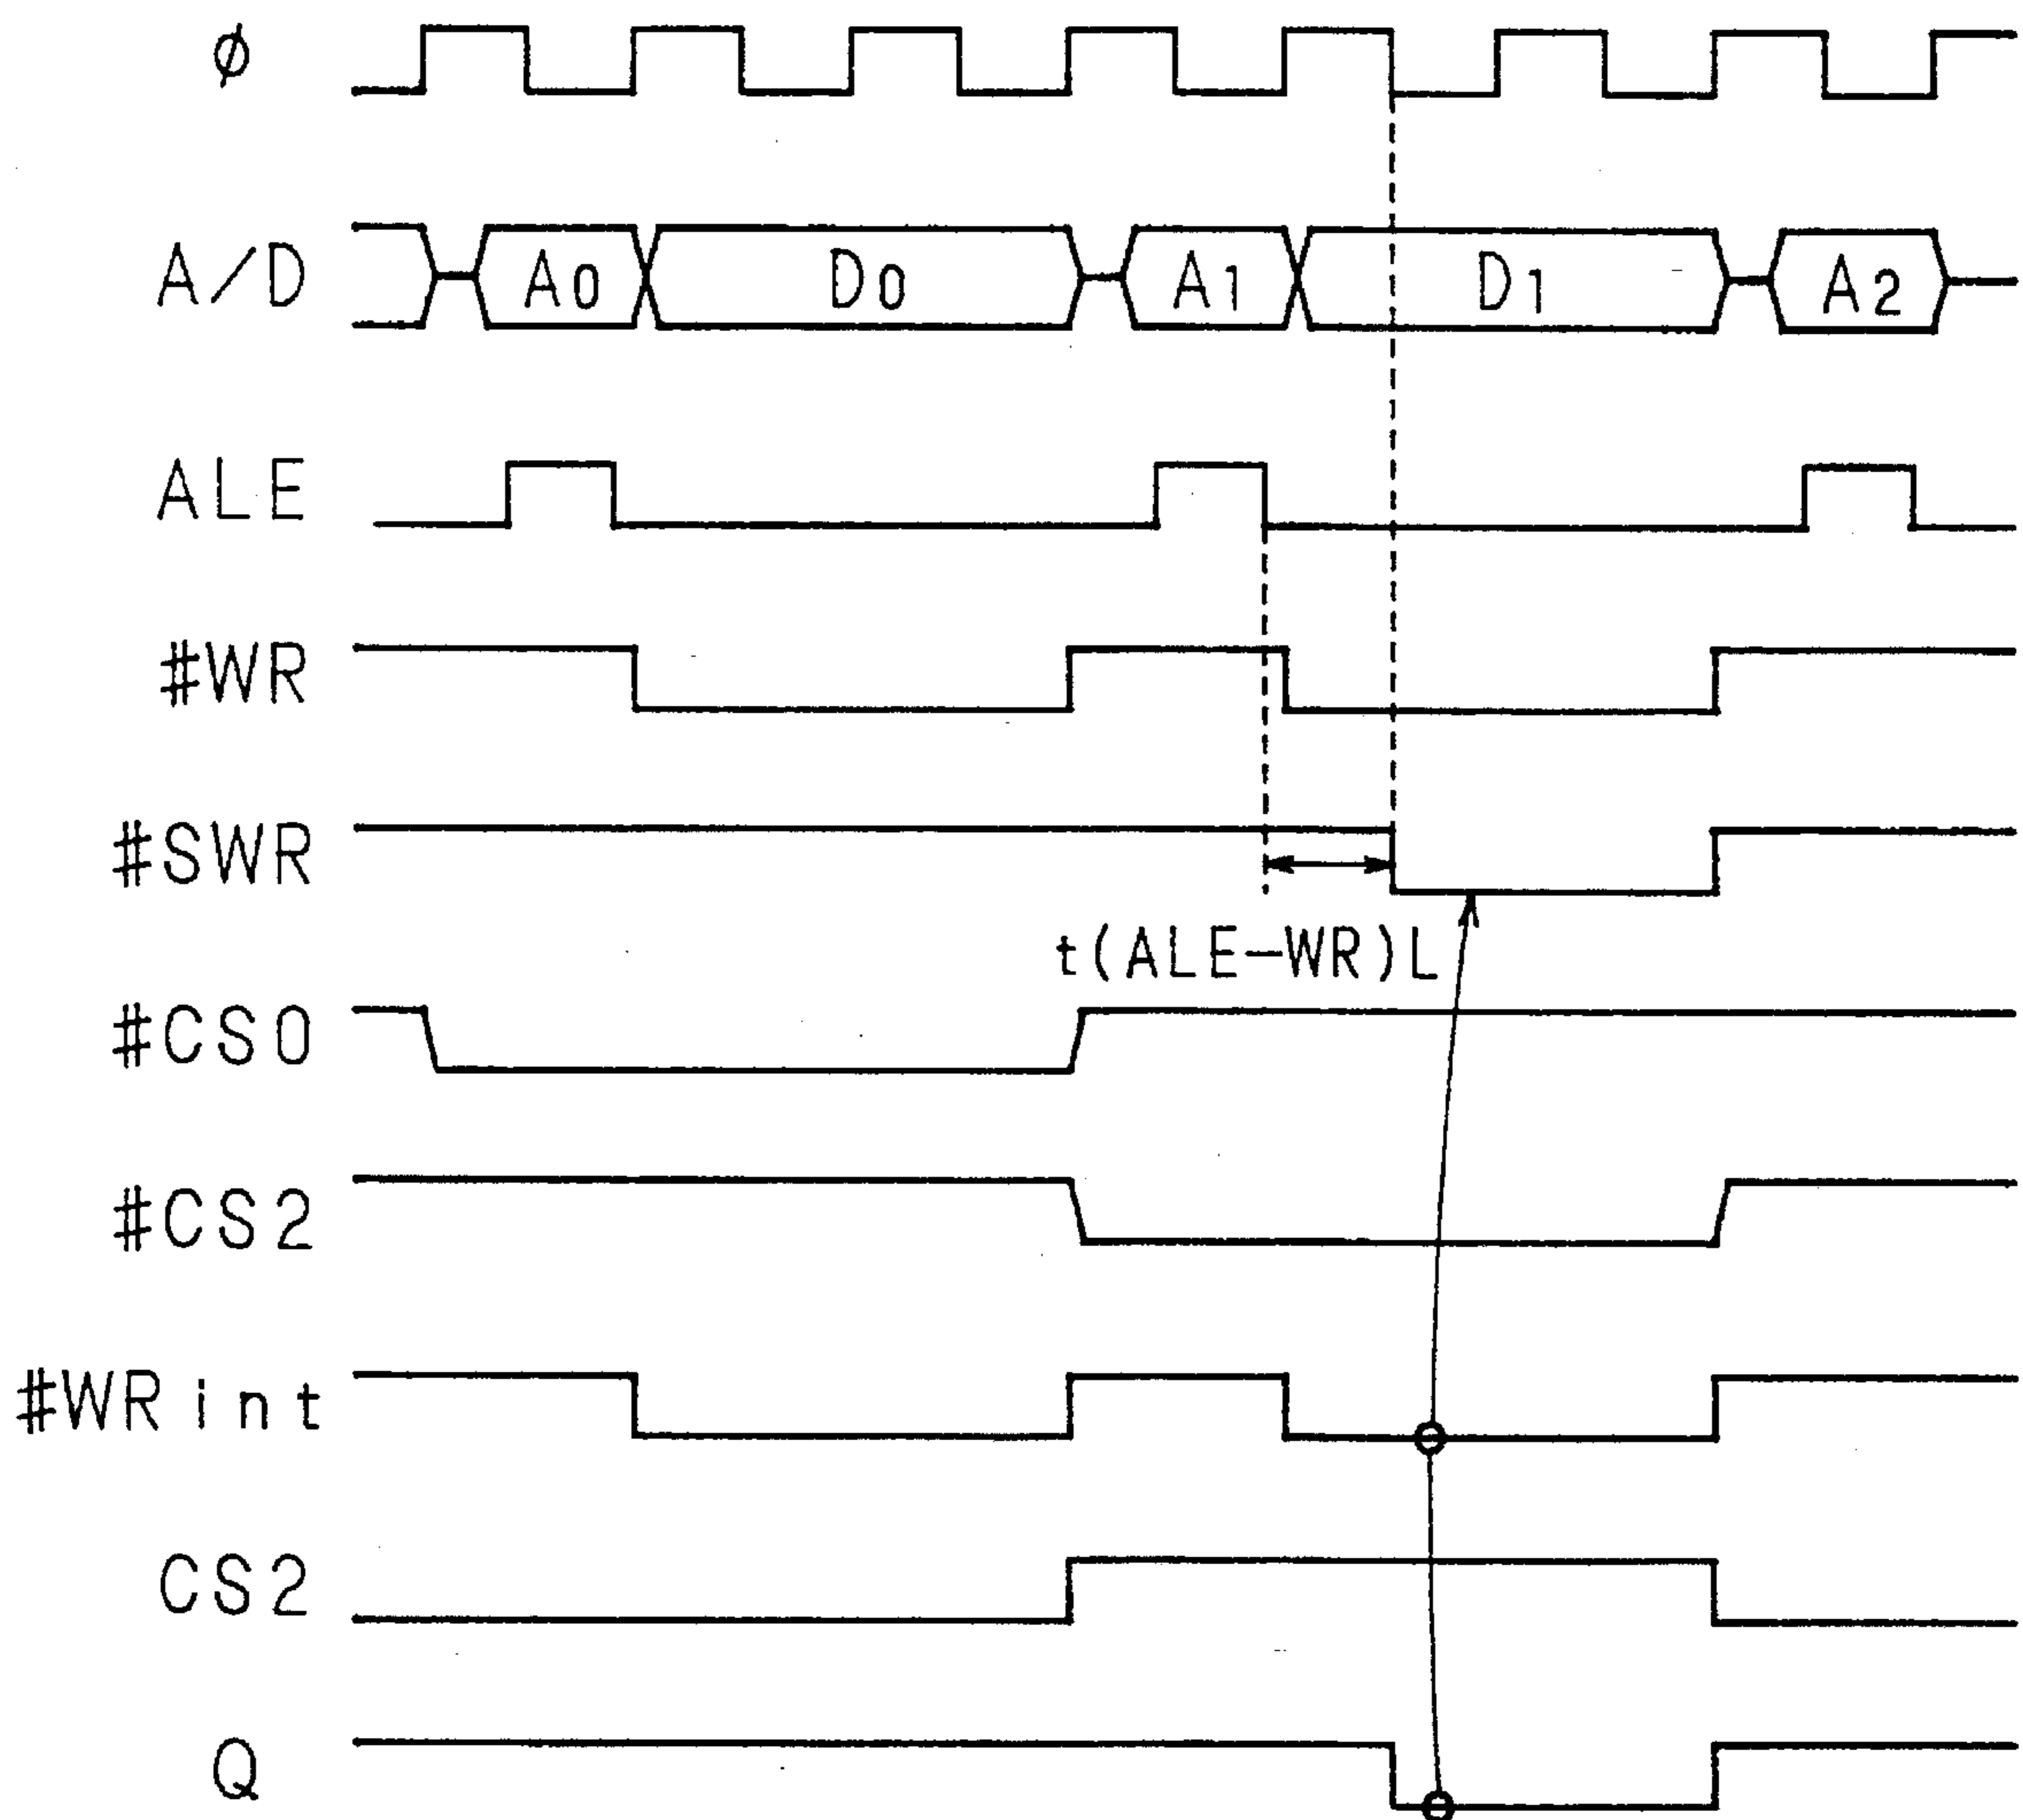 ø
A/D A0 D0 A1 D1 A2
ALE
#WR
#SWR
t(ALE-WR)L
#CS0
#CS2
#WRint
CS2
Q